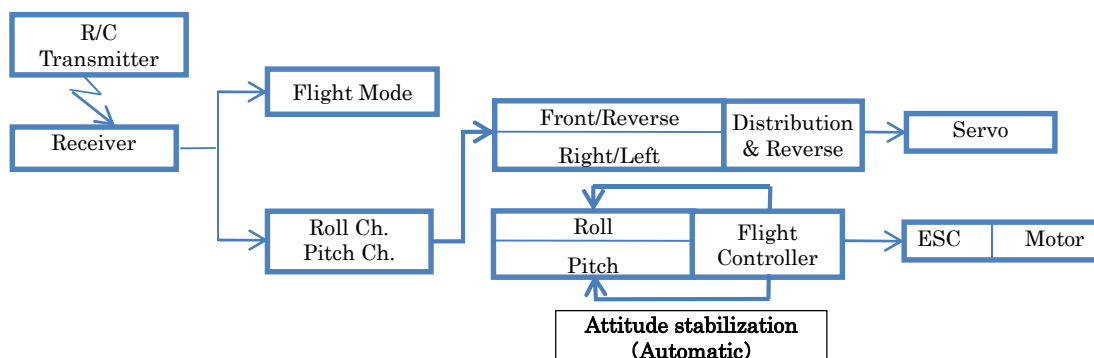 R/C
Transmitter
Receiver
Flight Mode
Roll Ch.
Pitch Ch.
Front/Reverse
Right/Left
Distribution
& Reverse
Servo
Roll
Pitch
Flight
Controller
ESC
Motor
Attitude stabilization
(Automatic)